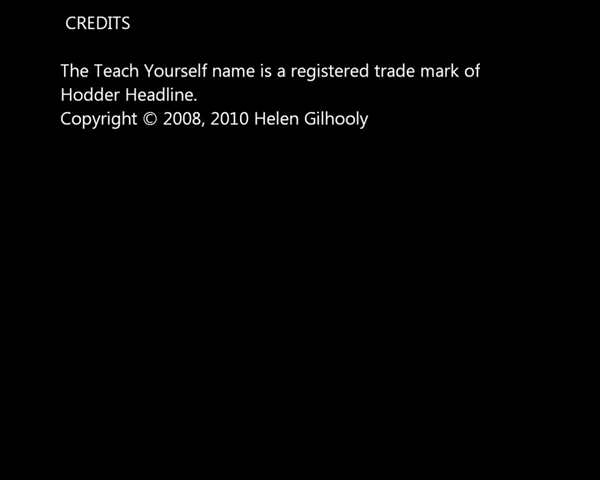 CREDITS
The Teach Yourself name is a registered trade mark of
Hodder Headline.
Copyright © 2008, 2010 Helen Gilhooly